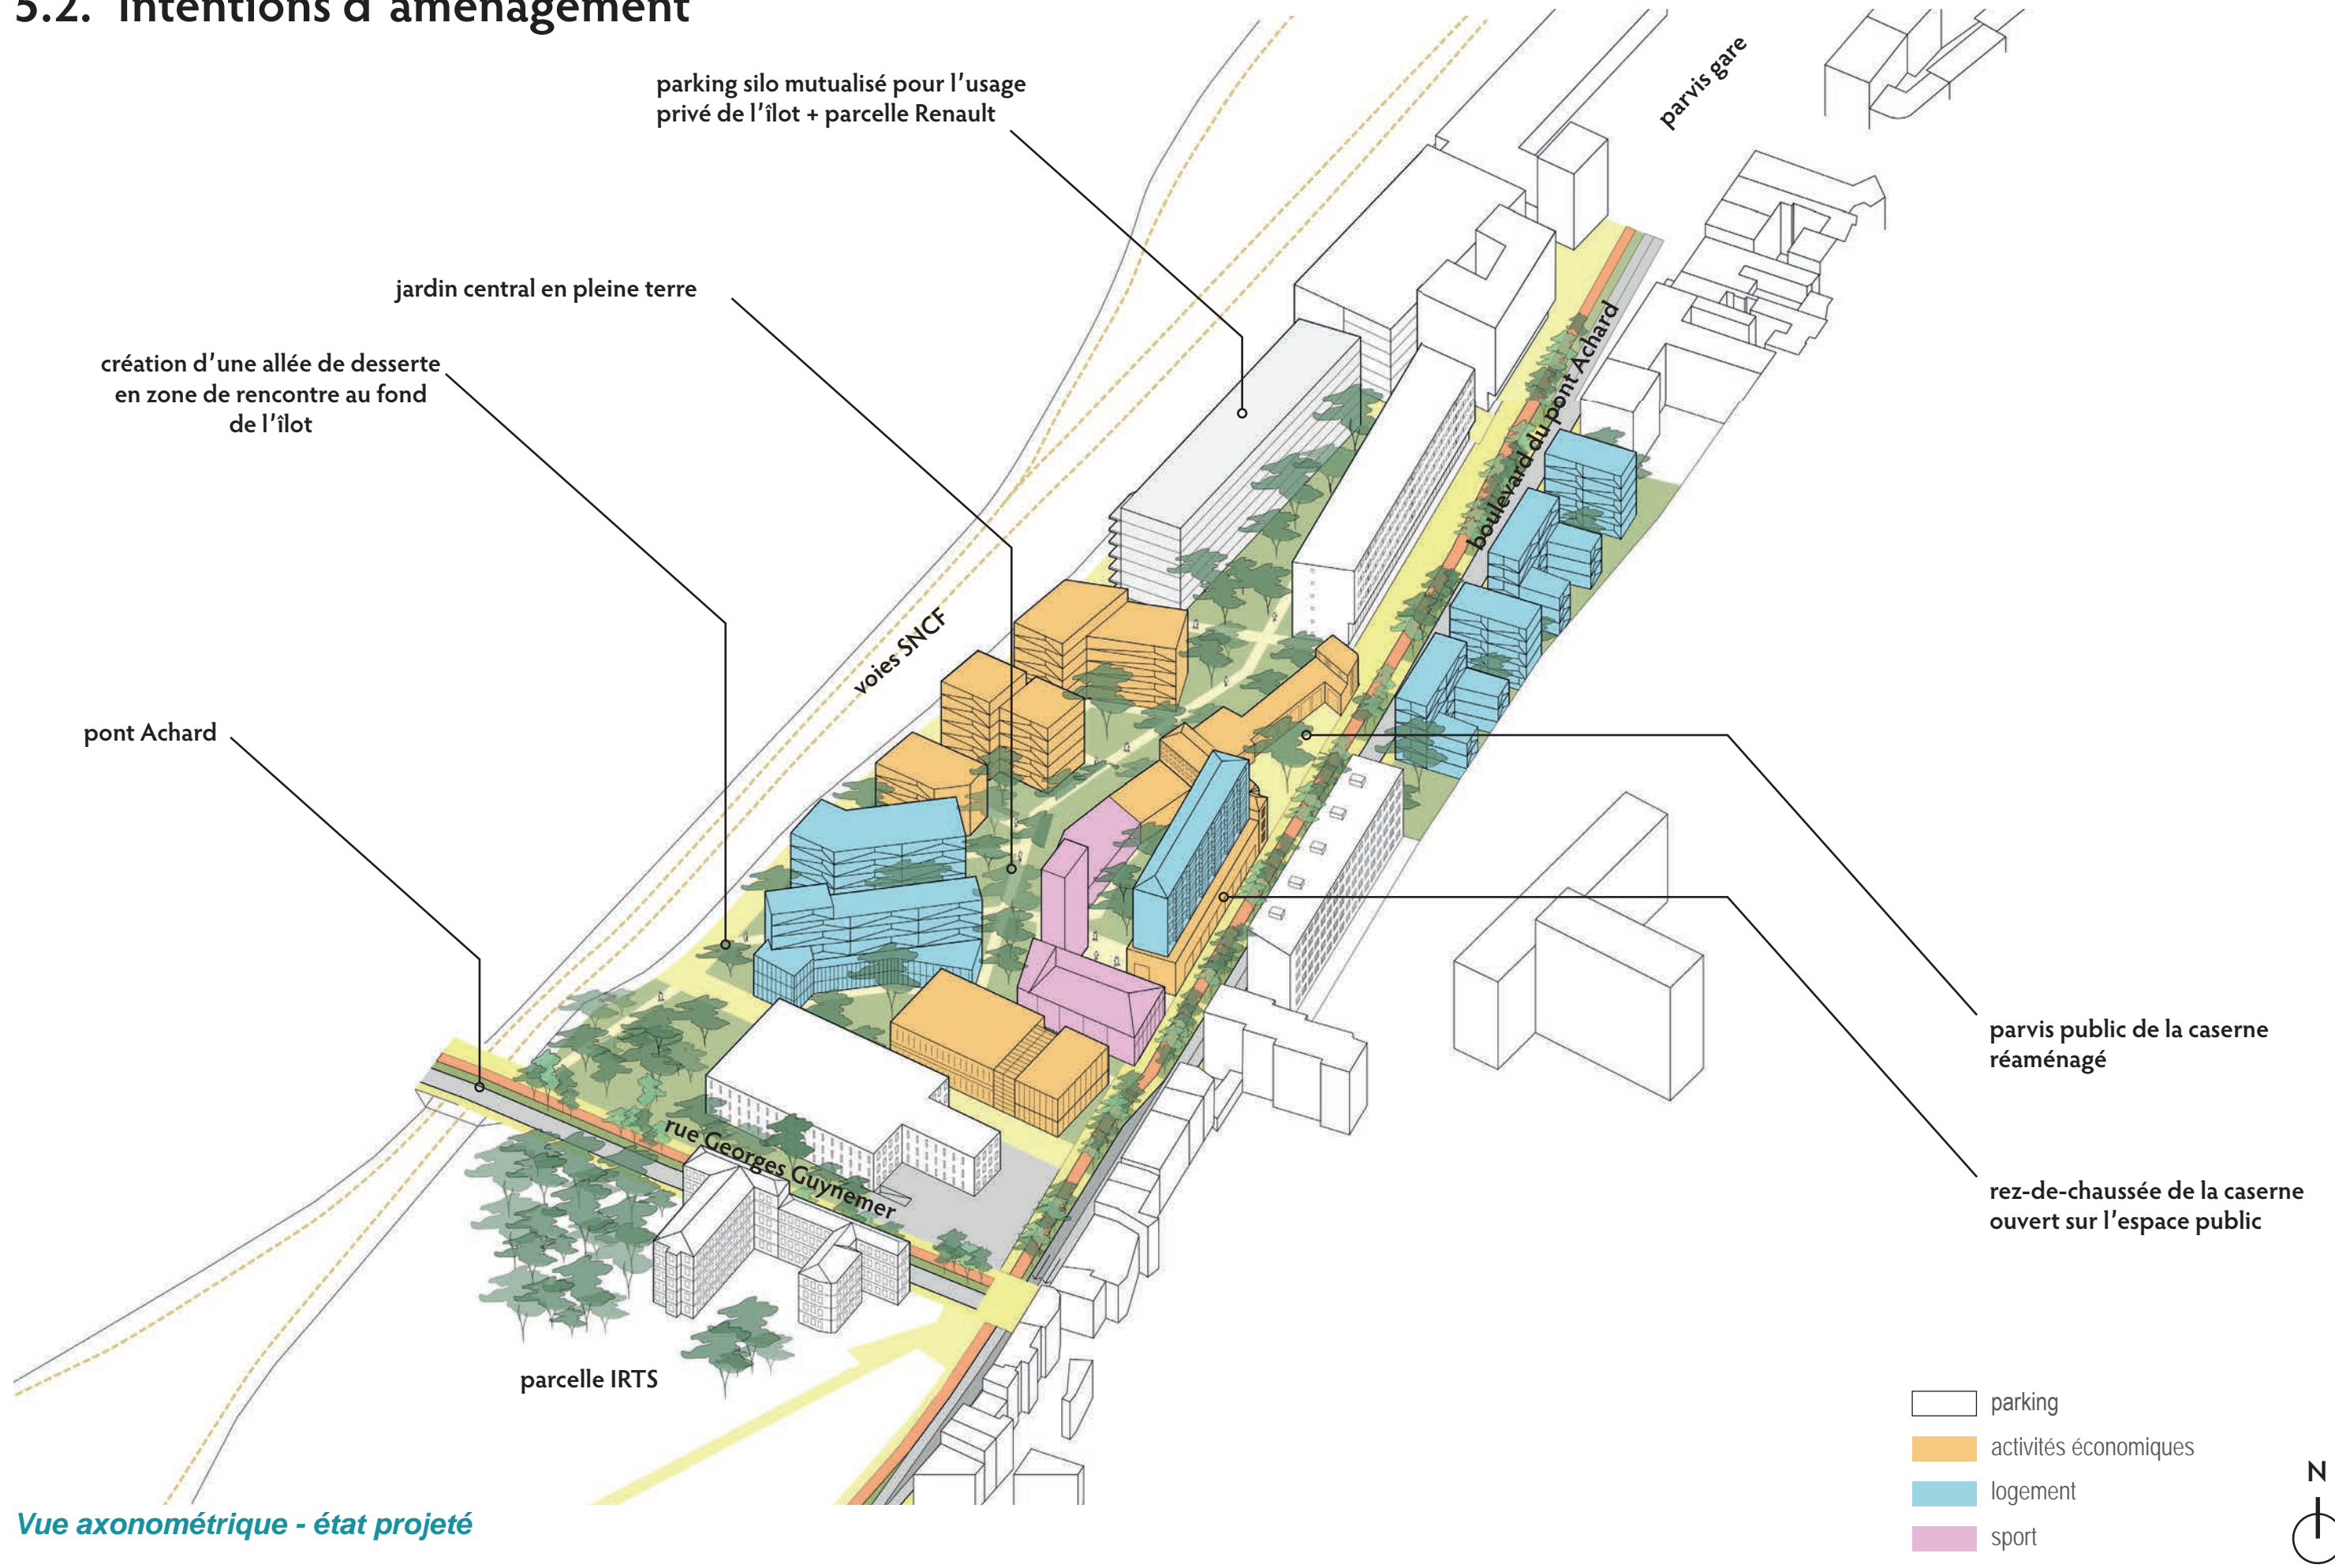 5.2. Intentions d'aménagement
parvis gare
parking silo mutualisé pour l'usage
privé de l'îlot + parcelle Renault
jardin central en pleine terre
création d'une allée de desserte
en zone de rencontre au fond
de l'îlot
boulevard du pont Achard
voies SNCF
pont Achard
parvis public de la caserne
réaménagé
rue Georges Guynemer
rez-de-chaussée de la caserne
ouvert sur l'espace public
parcelle IRTS
parking
activités économiques
logement
sport
N
Vue axonométrique - état projeté